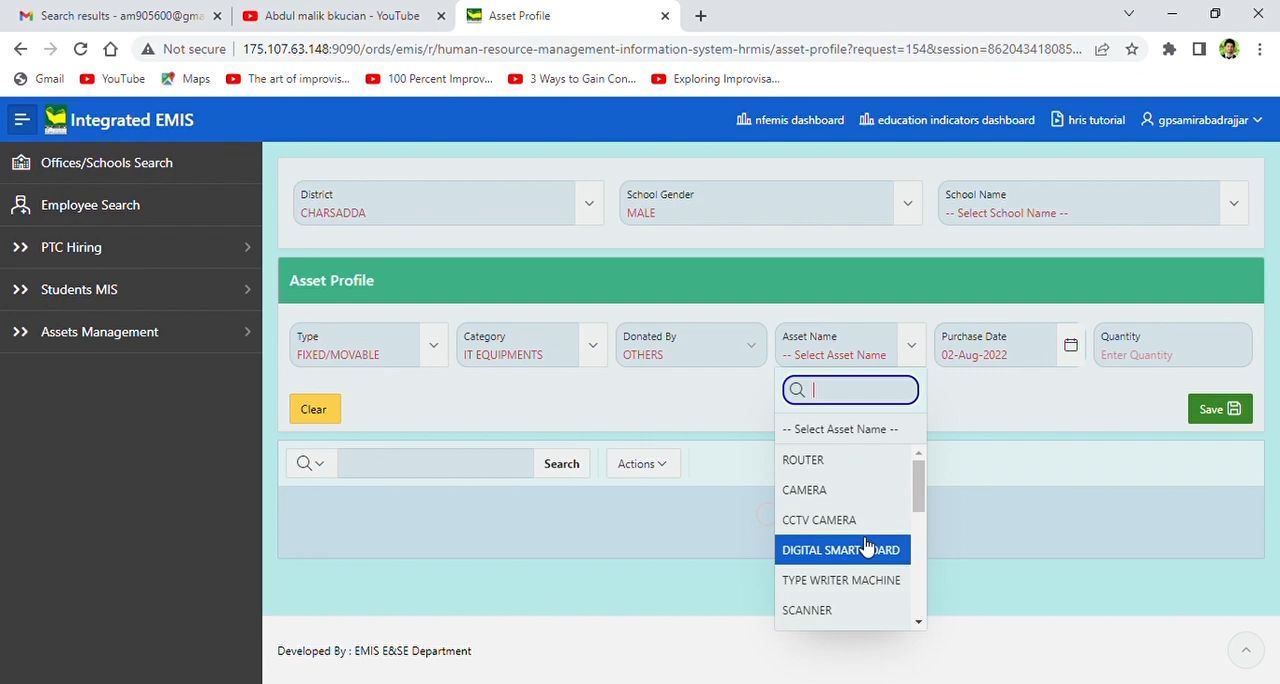 Search results - am905600@gma
Abdul malik bkucian - YouTube
Asset Profile
Not secure
175.107.63.148:9090/ords/emis/r/human-resource-management-information-system-hrmis/asset-profile?request=154&session=862043418085...
Gmail
YouTube
Maps
The art of improvis...
100 Percent Improv...
3 Ways to Gain Con...
Exploring Improvisa...
Integrated EMIS
nfemis dashboard
education indicators dashboard
hris tutorial
gpsamirabadrajjar
Offices/Schools Search
Employee Search
PTC Hiring
Students MIS
Assets Management
District
CHARSADDA
School Gender
MALE
School Name
-- Select School Name --
Asset Profile
Type
FIXED/MOVABLE
Category
IT EQUIPMENTS
Donated By
OTHERS
Asset Name
-- Select Asset Name
Purchase Date
02-Aug-2022
Quantity
Enter Quantity
Clear
Save
Search
Actions
-- Select Asset Name --
ROUTER
CAMERA
CCTV CAMERA
DIGITAL SMART BOARD
TYPE WRITER MACHINE
SCANNER
Developed By : EMIS E&SE Department